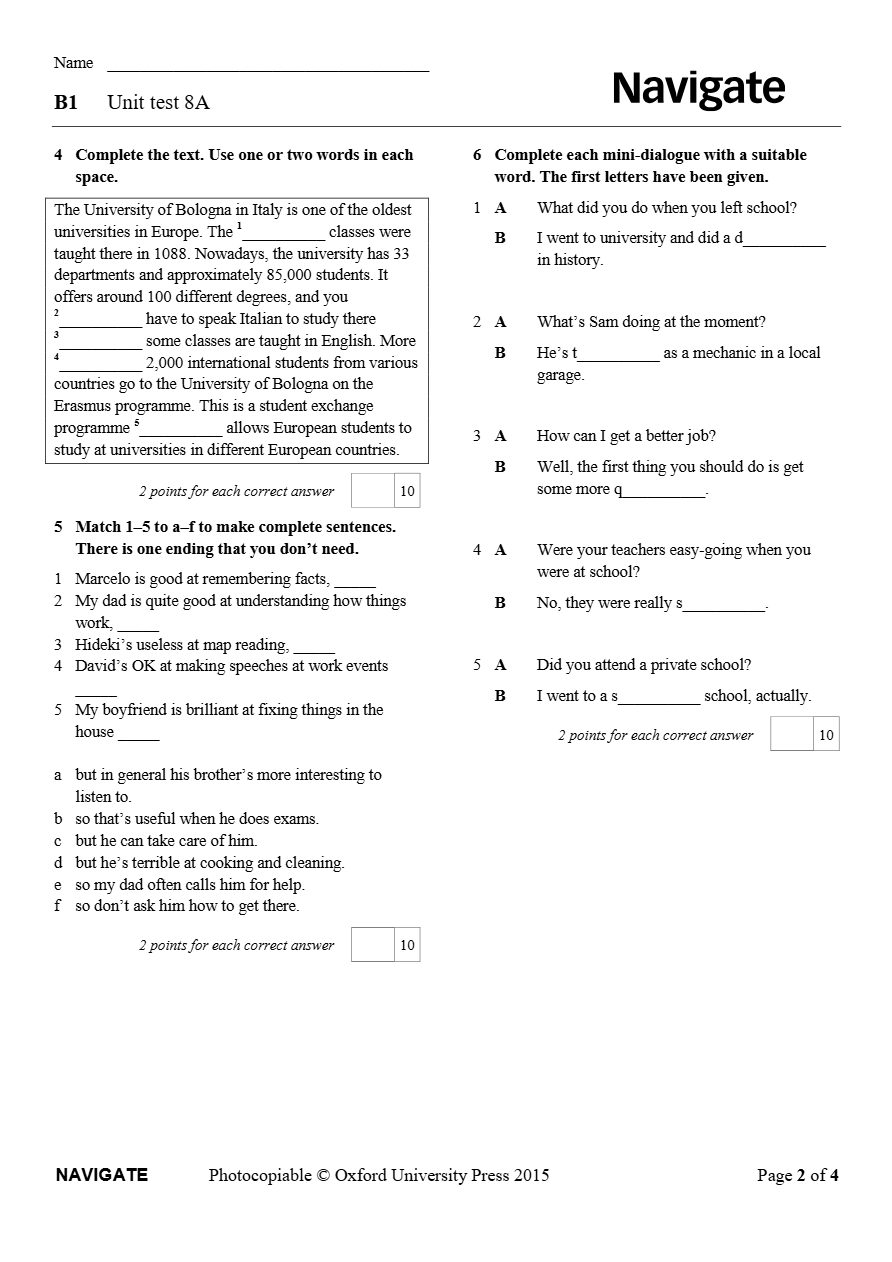 Name ____________________________________
Navigate
B1 Unit test 8A
4 Complete the text. Use one or two words in each
space.
The University of Bologna in Italy is one of the oldest
universities in Europe. The 1__________ classes were
taught there in 1088. Nowadays, the university has 33
departments and approximately 85,000 students. It
offers around 100 different degrees, and you
2__________ have to speak Italian to study there
3__________ some classes are taught in English. More
4__________ 2,000 international students from various
countries go to the University of Bologna on the
Erasmus programme. This is a student exchange
programme 5__________ allows European students to
study at universities in different European countries.
2 points for each correct answer 10
5 Match 1–5 to a–f to make complete sentences.
There is one ending that you don’t need.
1 Marcelo is good at remembering facts, _____
2 My dad is quite good at understanding how things
work, _____
3 Hideki’s useless at map reading, _____
4 David’s OK at making speeches at work events
_____
5 My boyfriend is brilliant at fixing things in the
house _____
a but in general his brother’s more interesting to
listen to.
b so that’s useful when he does exams.
c but he can take care of him.
d but he’s terrible at cooking and cleaning.
e so my dad often calls him for help.
f so don’t ask him how to get there.
2 points for each correct answer 10
6 Complete each mini-dialogue with a suitable
word. The first letters have been given.
1 A What did you do when you left school?
B I went to university and did a d__________
in history.
2 A What’s Sam doing at the moment?
B He’s t__________ as a mechanic in a local
garage.
3 A How can I get a better job?
B Well, the first thing you should do is get
some more q__________.
4 A Were your teachers easy-going when you
were at school?
B No, they were really s__________.
5 A Did you attend a private school?
B I went to a s__________ school, actually.
2 points for each correct answer 10
NAVIGATE Photocopiable © Oxford University Press 2015 Page 2 of 4